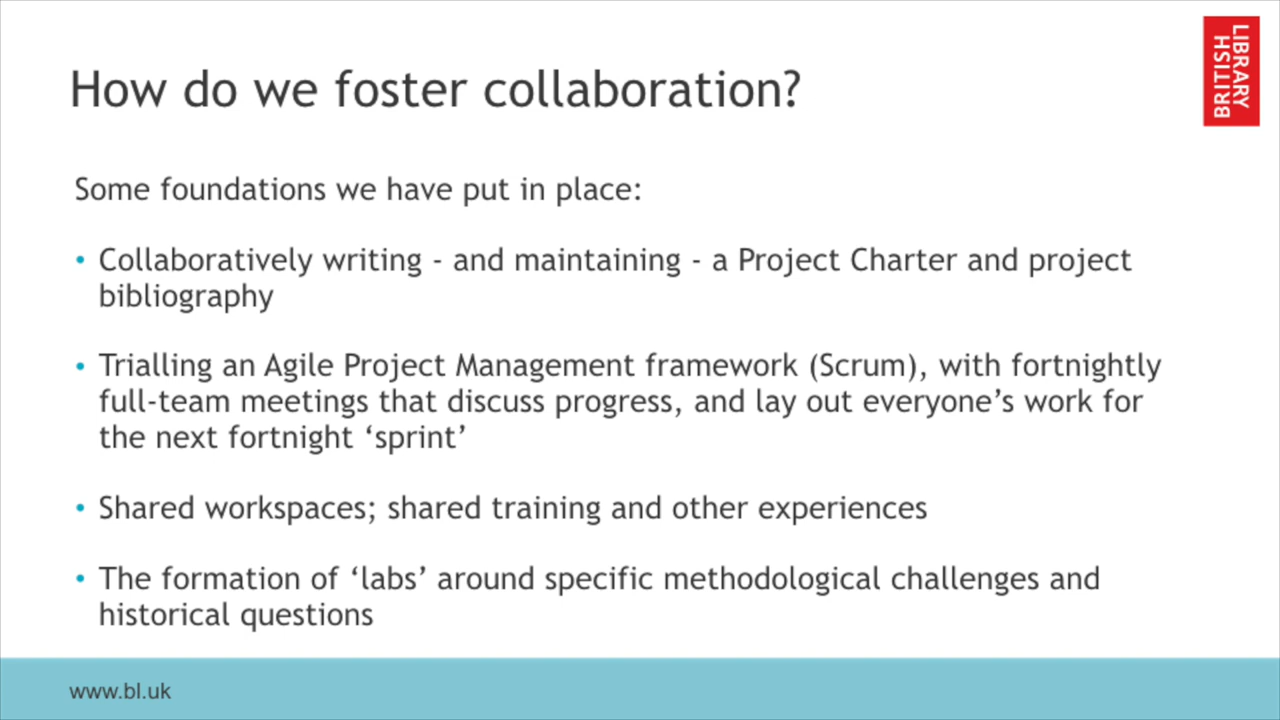 How do we foster collaboration?
BRITISH
LIBRARY
Some foundations we have put in place:
• Collaboratively writing - and maintaining - a Project Charter and project
bibliography
• Trialling an Agile Project Management framework (Scrum), with fortnightly
full-team meetings that discuss progress, and lay out everyone’s work for
the next fortnight ‘sprint’
• Shared workspaces; shared training and other experiences
• The formation of ‘labs’ around specific methodological challenges and
historical questions
www.bl.uk